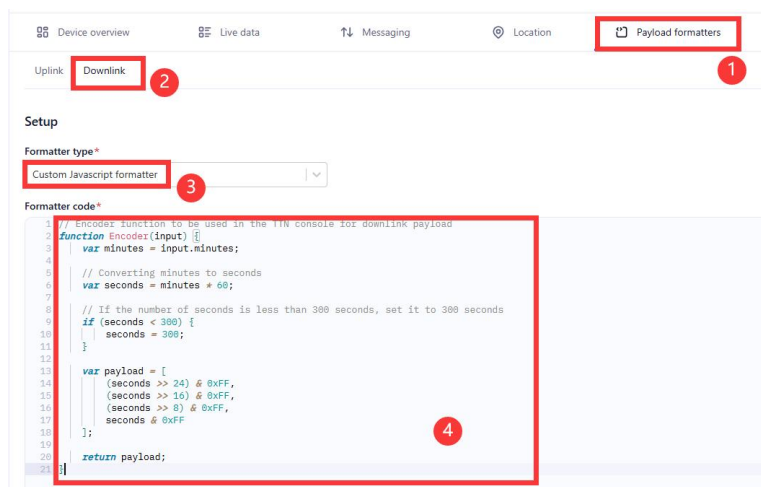 Device overview Live data Messaging Location Payload formatters
1
Uplink Downlink
2
Setup
Formatter type*
Custom Javascript formatter
3
Formatter code*
1 // Encoder function to be used in the TTN console for downlink payload
2 function Encoder(input) {
3 var minutes = input.minutes;
4
5 // Converting minutes to seconds
6 var seconds = minutes * 60;
7
8 // If the number of seconds is less than 300 seconds, set it to 300 seconds
9 if (seconds < 300) {
10 seconds = 300;
11 }
12
13 var payload = [
14 (seconds >> 24) & 0xFF,
15 (seconds >> 16) & 0xFF,
16 (seconds >> 8) & 0xFF,
17 seconds & 0xFF
18 ];
19
20 return payload;
21 }
4